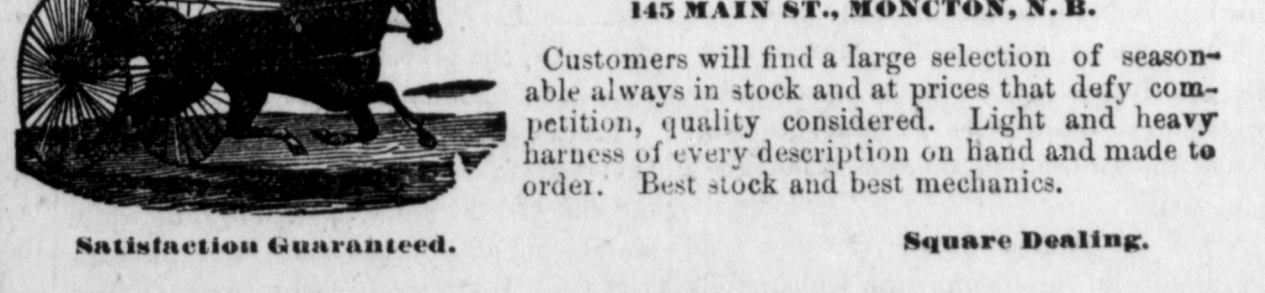 145 MAIN ST., MONCTON, N. B.
Customers will find a large selection of season-
able always in stock and at prices that defy com-
petition, quality considered. Light and heavy
harness of every description on hand and made to
order. Best stock and best mechanics.
Satisfaction Guaranteed. Square Dealing.